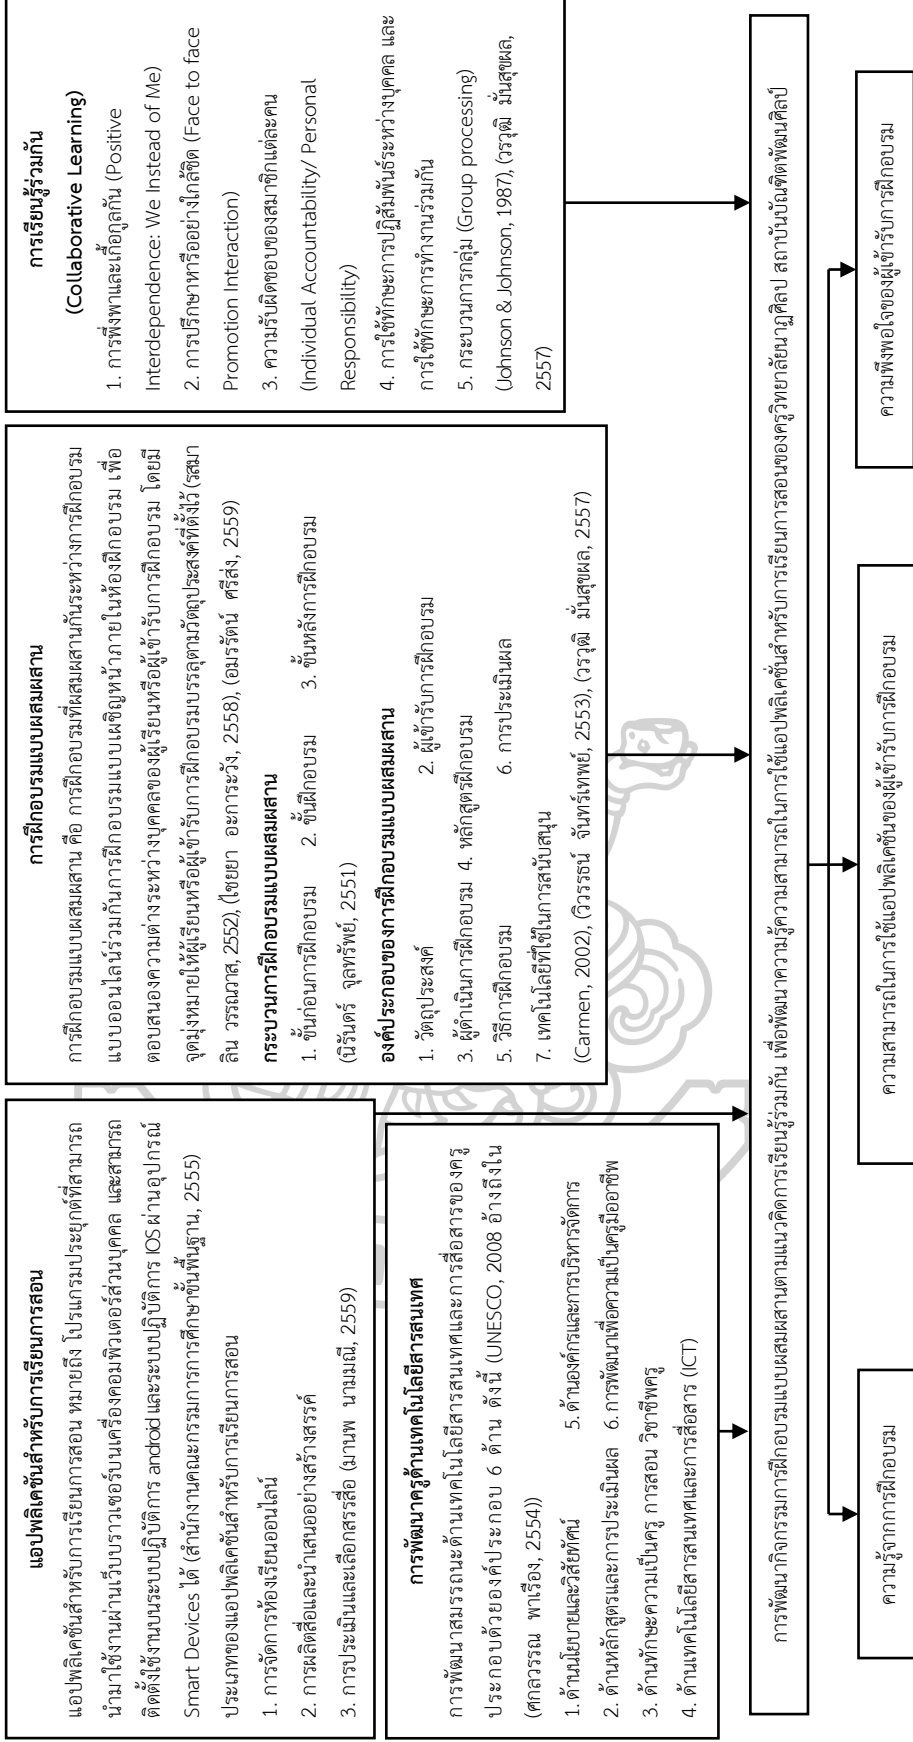 แอปพลิเคชันสำหรับการเรียนการสอน
แอปพลิเคชันสำหรับการเรียนการสอน หมายถึง โปรแกรมประยุกต์ที่สามารถ
นำมาใช้งานผ่านเว็บบราวเซอร์บนเครื่องคอมพิวเตอร์ส่วนบุคคล และสามารถ
ติดตั้งใช้งานบนระบบปฏิบัติการ android และระบบปฏิบัติการ IOS ผ่านอุปกรณ์
Smart Devices ได้ (สำนักงานคณะกรรมการการศึกษาขั้นพื้นฐาน, 2555)
ประเภทของแอปพลิเคชันสำหรับการเรียนการสอน
1. การจัดการห้องเรียนออนไลน์
2. การผลิตสื่อและนำเสนออย่างสร้างสรรค์
3. การประเมินและเลือกสรรสื่อ (มานพ นามมณี, 2559)
การพัฒนาครูด้านเทคโนโลยีสารสนเทศ
การพัฒนาสมรรถนะด้านเทคโนโลยีสารสนเทศและการสื่อสารของครู
ประกอบด้วยองค์ประกอบ 6 ด้าน ดังนี้ (UNESCO, 2008 อ้างถึงใน
(ศกลวรรณ พาเรือง, 2554))
1. ด้านนโยบายและวิสัยทัศน์ 5. ด้านองค์กรและการบริหารจัดการ
2. ด้านหลักสูตรและการประเมินผล 6. การพัฒนาเพื่อความเป็นครูมืออาชีพ
3. ด้านทักษะความเป็นครู การสอน วิชาชีพครู
4. ด้านเทคโนโลยีสารสนเทศและการสื่อสาร (ICT)
การฝึกอบรมแบบผสมผสาน
การฝึกอบรมแบบผสมผสาน คือ การฝึกอบรมที่ผสมผสานกันระหว่างการฝึกอบรม
แบบออนไลน์ร่วมกันการฝึกอบรมแบบเผชิญหน้าภายในห้องฝึกอบรม เพื่อ
ตอบสนองความต่างระหว่างบุคคลของผู้เรียนหรือผู้เข้ารับการฝึกอบรม โดยมี
จุดมุ่งหมายให้ผู้เรียนหรือผู้เข้ารับการฝึกอบรมบรรลุตามวัตถุประสงค์ที่ตั้งไว้ (รสมา
ลิน วรรณวาส, 2552), (ไชยยา อะการะวัง, 2558), (อมรรัตน์ ศรีส่ง, 2559)
กระบวนการฝึกอบรมแบบผสมผสาน
1. ขั้นก่อนการฝึกอบรม 2. ขั้นฝึกอบรม 3. ขั้นหลังการฝึกอบรม
(นิรันดร์ จุลทรัพย์, 2551)
องค์ประกอบของการฝึกอบรมแบบผสมผสาน
1. วัตถุประสงค์ 2. ผู้เข้ารับการฝึกอบรม
3. ผู้ดำเนินการฝึกอบรม 4. หลักสูตรฝึกอบรม
5. วิธีการฝึกอบรม 6. การประเมินผล
7. เทคโนโลยีที่ใช้ในการสนับสนุน
(Carmen, 2002), (วิวรรธน์ จันทร์เทพย์, 2553), (วรวุฒิ มั่นสุขผล, 2557)
การเรียนรู้ร่วมกัน
(Collaborative Learning)
1. การพึ่งพาและเกื้อกูลกัน (Positive
Interdependence: We Instead of Me)
2. การปรึกษาหารืออย่างใกล้ชิด (Face to face
Promotion Interaction)
3. ความรับผิดชอบของสมาชิกแต่ละคน
(Individual Accountability/ Personal
Responsibility)
4. การใช้ทักษะการปฏิสัมพันธ์ระหว่างบุคคล และ
การใช้ทักษะการทำงานร่วมกัน
5. กระบวนการกลุ่ม (Group processing)
(Johnson & Johnson, 1987), (วรวุฒิ มั่นสุขผล,
2557)
การพัฒนากิจกรรมการฝึกอบรมแบบผสมผสานตามแนวคิดการเรียนรู้ร่วมกัน เพื่อพัฒนาความรู้ความสามารถในการใช้แอปพลิเคชั่นสำหรับการเรียนการสอนของครูวิทยาลัยนาฏศิลป สถาบันบัณฑิตพัฒนศิลป์
ความรู้จากการฝึกอบรม
ความสามารถในการใช้แอปพลิเคชันของผู้เข้ารับการฝึกอบรม
ความพึงพอใจของผู้เข้ารับการฝึกอบรม